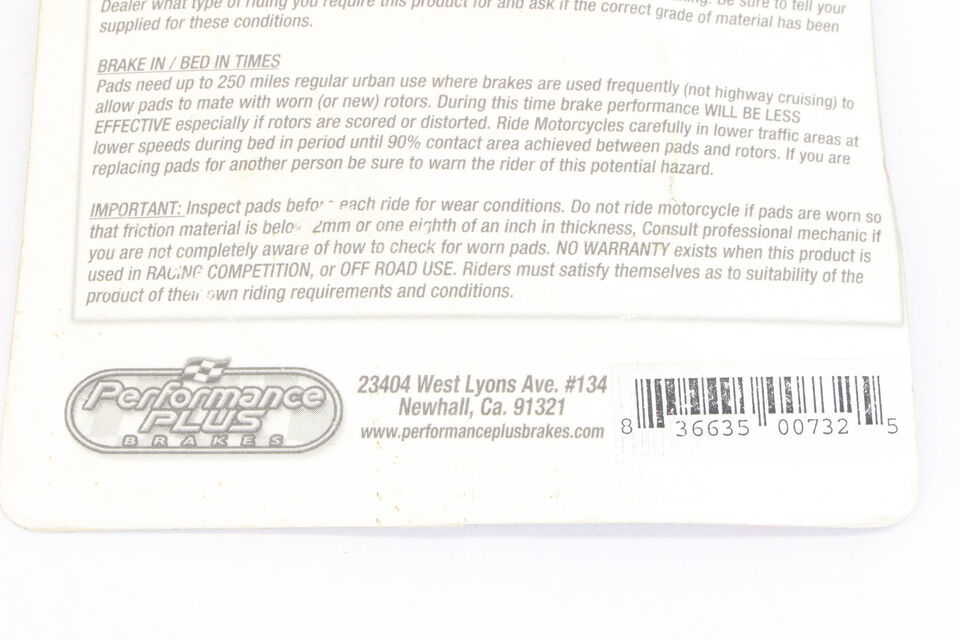 Dealer what type of riding you require this product for and ask if the correct grade of material has been
supplied for these conditions.
BRAKE IN / BED IN TIMES
Pads need up to 250 miles regular urban use where brakes are used frequently (not highway cruising) to
allow pads to mate with worn (or new) rotors. During this time brake performance WILL BE LESS
EFFECTIVE especially if rotors are scored or distorted. Ride Motorcycles carefully in lower traffic areas at
lower speeds during bed in period until 90% contact area achieved between pads and rotors. If you are
replacing pads for another person be sure to warn the rider of this potential hazard.
IMPORTANT: Inspect pads before each ride for wear conditions. Do not ride motorcycle if pads are worn so
that friction material is below 2mm or one eighth of an inch in thickness, Consult professional mechanic if
you are not completely aware of how to check for worn pads. NO WARRANTY exists when this product is
used in RACING COMPETITION, or OFF ROAD USE. Riders must satisfy themselves as to suitability of the
product of their own riding requirements and conditions.
Performance
PLUS
BRAKES
23404 West Lyons Ave. #134
Newhall, Ca. 91321
www.performanceplusbrakes.com
8 36635 00732 5